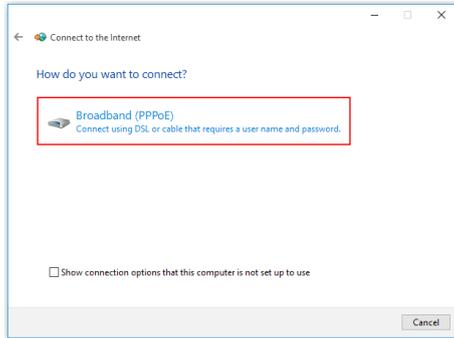 Connect to the Internet
How do you want to connect?
Broadband (PPPoE)
Connect using DSL or cable that requires a user name and password.
Show connection options that this computer is not set up to use
Cancel